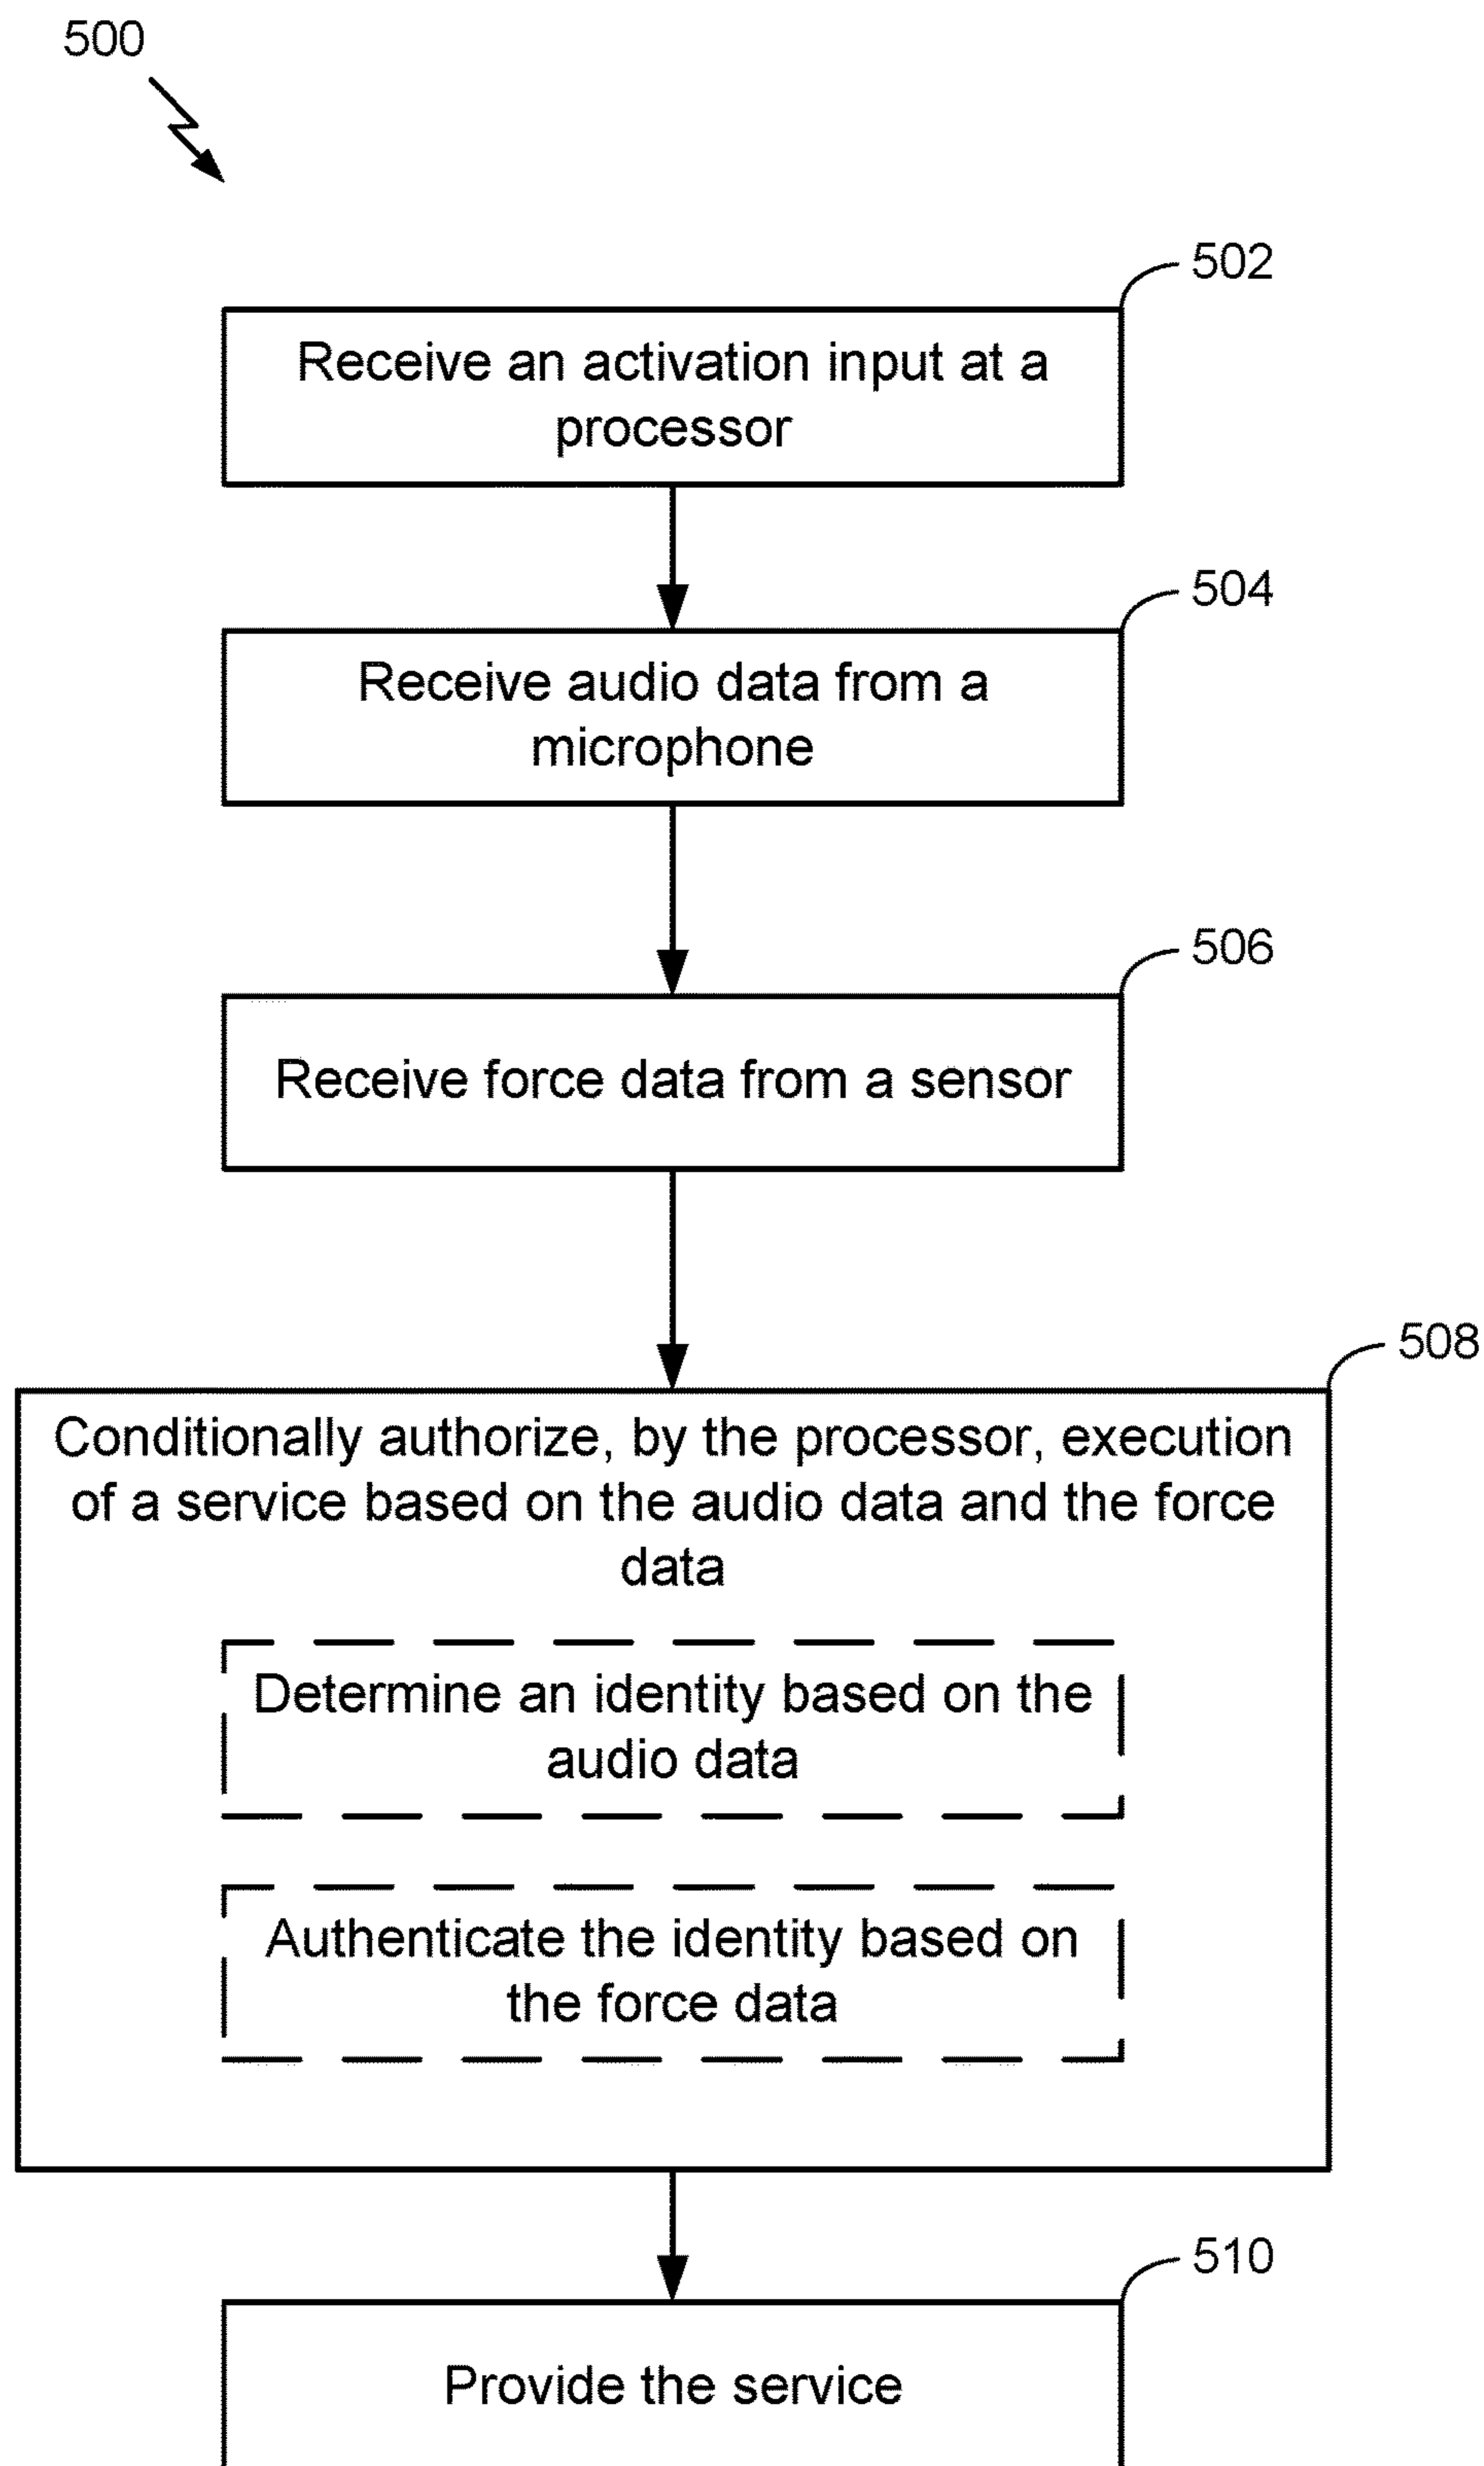 500
502
Receive an activation input at a
processor
504
Receive audio data from a
microphone
506
Receive force data from a sensor
508
Conditionally authorize, by the processor, execution
of a service based on the audio data and the force
data
Determine an identity based on the
audio data
Authenticate the identity based on
the force data
510
Provide the service